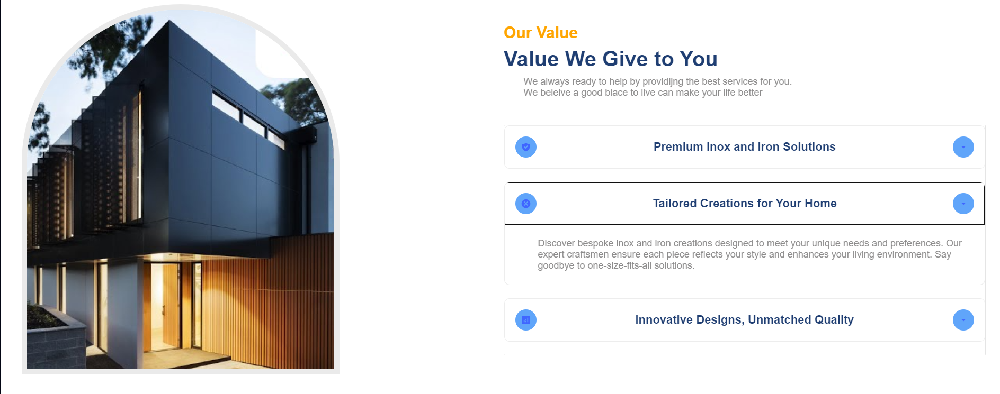 Our Value
Value We Give to You
We always ready to help by providijng the best services for you.
We beleive a good blace to live can make your life better
Premium Inox and Iron Solutions
Tailored Creations for Your Home
Discover bespoke inox and iron creations designed to meet your unique needs and preferences. Our
expert craftsmen ensure each piece reflects your style and enhances your living environment. Say
goodbye to one-size-fits-all solutions.
Innovative Designs, Unmatched Quality